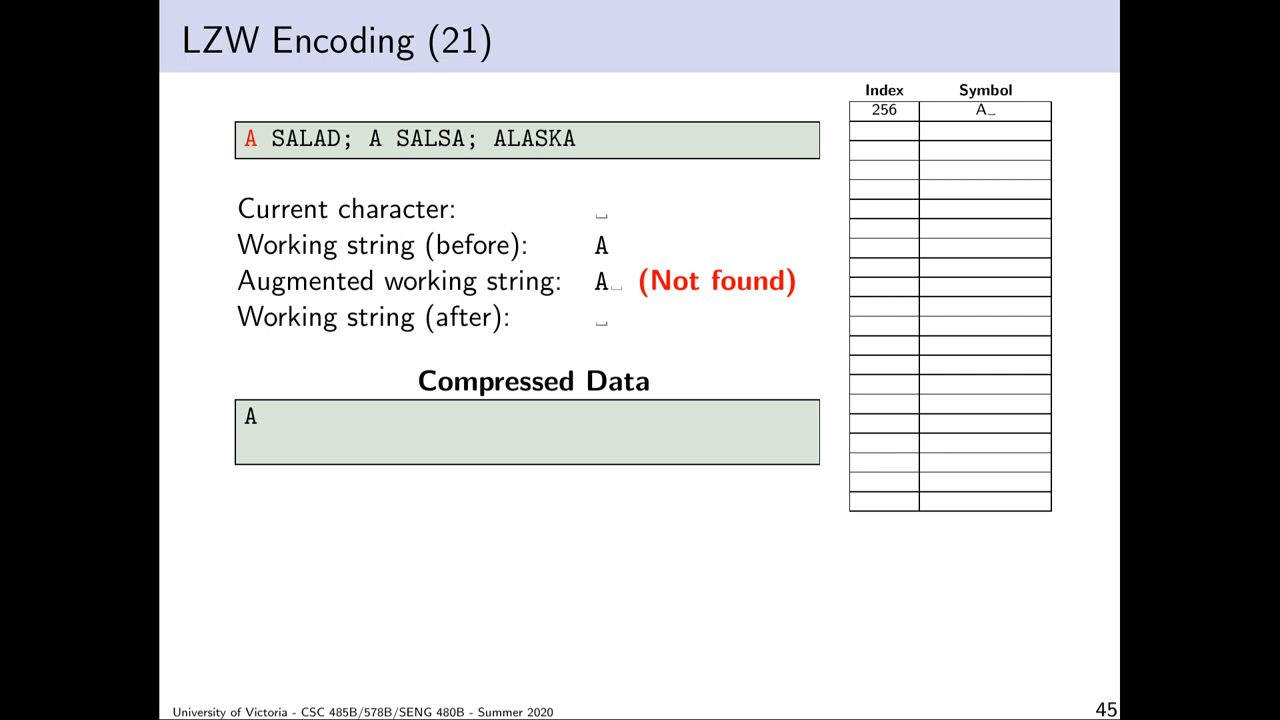 LZW Encoding (21)
Index Symbol
256 A␣
A SALAD; A SALSA; ALASKA
Current character: ␣
Working string (before): A
Augmented working string: A␣ (Not found)
Working string (after): ␣
Compressed Data
A
University of Victoria - CSC 485B/578B/SENG 480B - Summer 2020
45